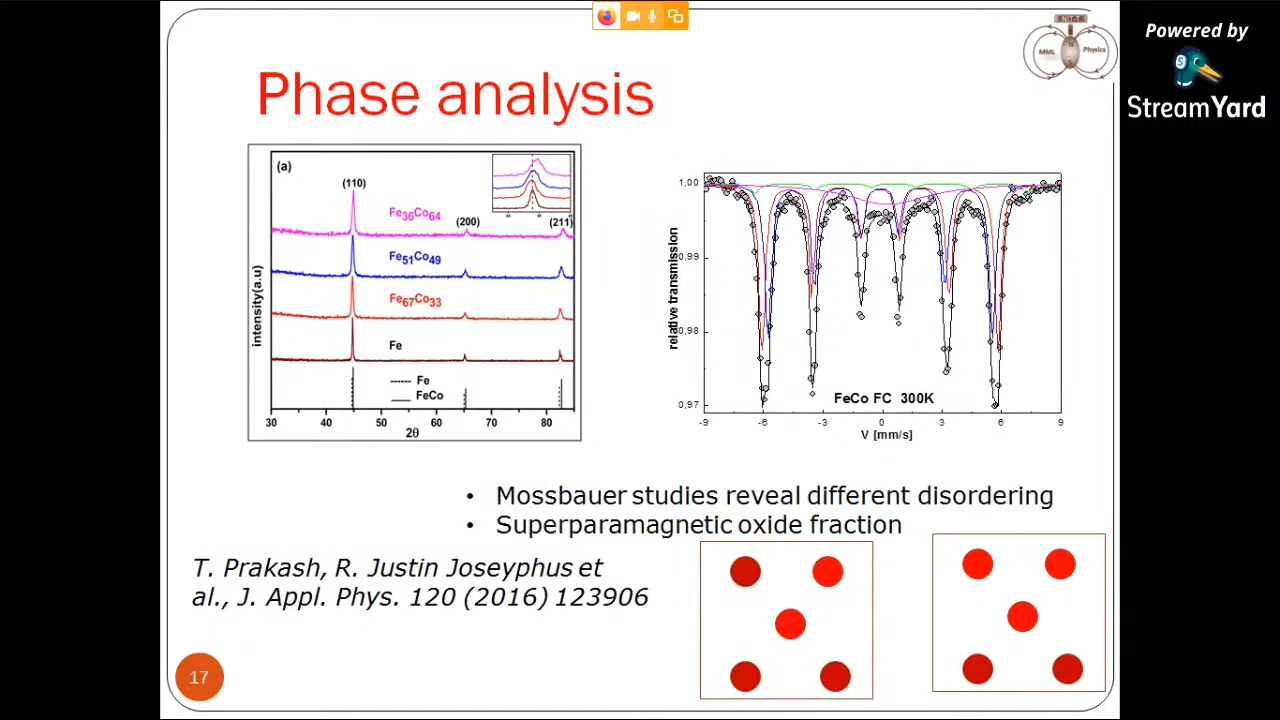 Powered by
StreamYard
NIT-T
MML
N
Physics
Phase analysis
(a)
(110)
Fe36Co64
(200)
(211)
Fe51Co49
Fe67Co33
Fe
Fe
FeCo
intensity(a.u)
30 40 50 60 70 80
2θ
1,00
0,99
0,98
0,97
relative transmission
FeCo FC 300K
-9 -6 -3 0 3 6 9
V [mm/s]
• Mossbauer studies reveal different disordering
• Superparamagnetic oxide fraction
T. Prakash, R. Justin Joseyphus et
al., J. Appl. Phys. 120 (2016) 123906
17